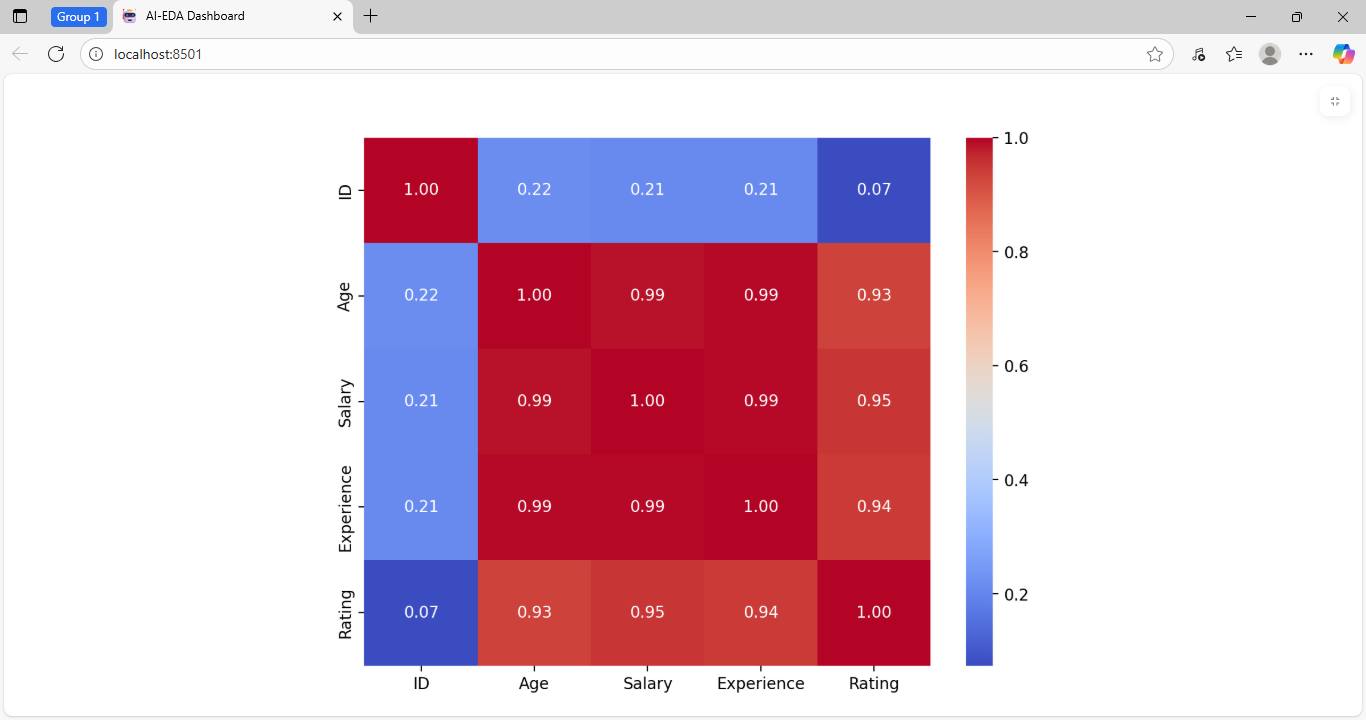 Group 1
AI-EDA Dashboard
localhost:8501
1.0
ID 1.00 0.22 0.21 0.21 0.07
0.8
Age 0.22 1.00 0.99 0.99 0.93
0.6
Salary 0.21 0.99 1.00 0.99 0.95
0.4
Experience 0.21 0.99 0.99 1.00 0.94
0.2
Rating 0.07 0.93 0.95 0.94 1.00
ID Age Salary Experience Rating